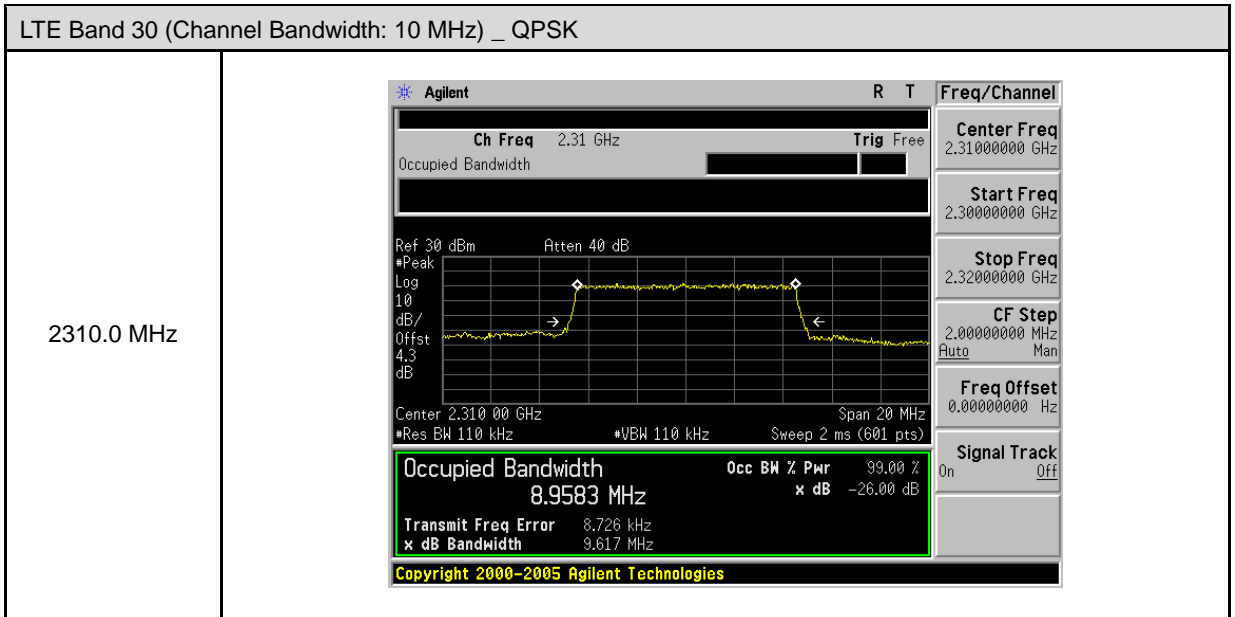 LTE Band 30 (Channel Bandwidth: 10 MHz) _ QPSK
2310.0 MHz
Agilent R T
Ch Freq 2.31 GHz Trig Free
Occupied Bandwidth
Ref 30 dBm Atten 40 dB
#Peak
Log
10
dB/
Offst
4.3
dB
Center 2.310 00 GHz Span 20 MHz
#Res BW 110 kHz #VBW 110 kHz Sweep 2 ms (601 pts)
Occupied Bandwidth Occ BW % Pwr 99.00 %
8.9583 MHz x dB -26.00 dB
Transmit Freq Error 8.726 kHz
x dB Bandwidth 9.617 MHz
Copyright 2000-2005 Agilent Technologies
Freq/Channel
Center Freq
2.31000000 GHz
Start Freq
2.30000000 GHz
Stop Freq
2.32000000 GHz
CF Step
2.00000000 MHz
Auto Man
Freq Offset
0.00000000 Hz
Signal Track
On Off